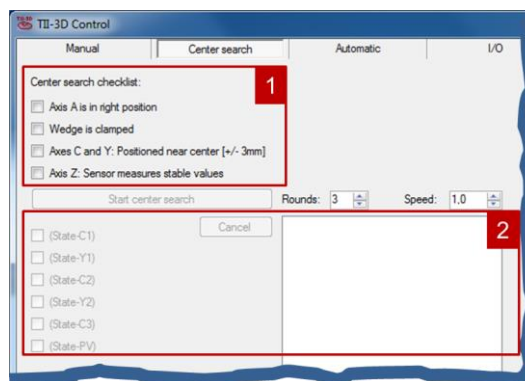 TII-3D Control
Manual Center search Automatic I/O
Center search checklist:
1
Axis A is in right position
Wedge is clamped
Axes C and Y: Positioned near center [+/- 3mm]
Axis Z: Sensor measures stable values
Start center search Rounds: 3 Speed: 1,0
Cancel 2
(State-C1)
(State-Y1)
(State-C2)
(State-Y2)
(State-C3)
(State-PV)